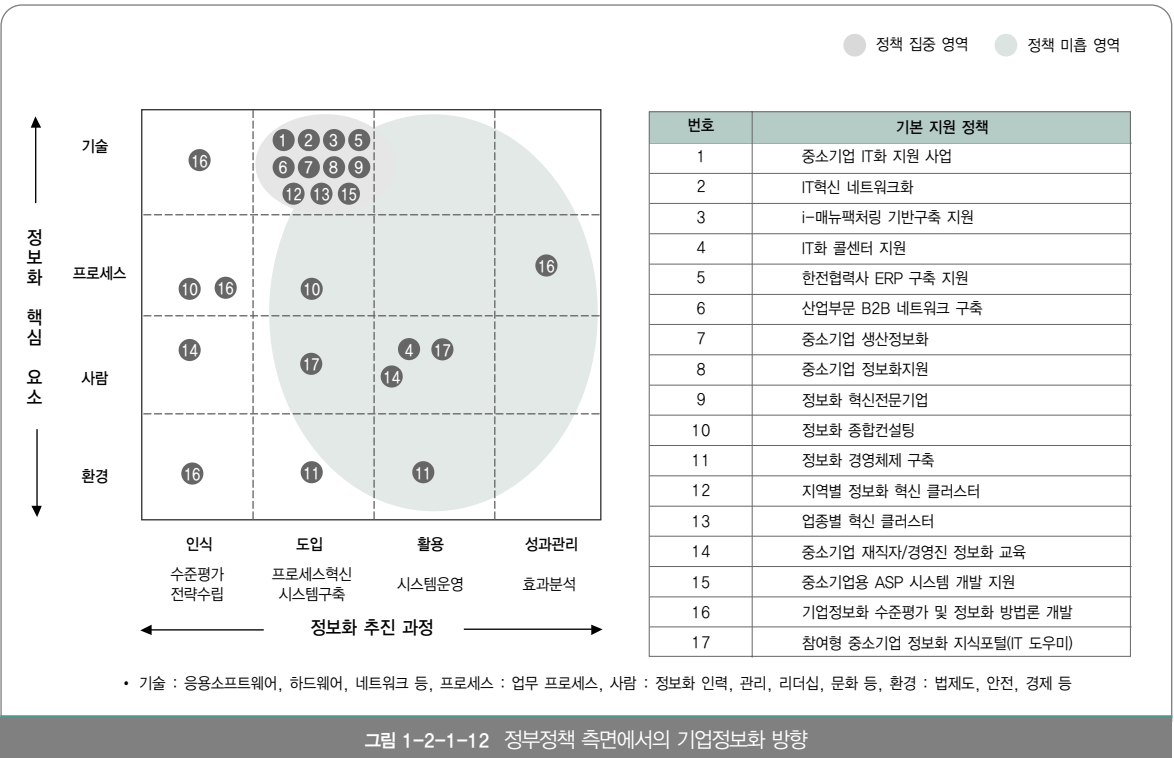 정책 집중 영역 정책 미흡 영역
정보화 핵심 요소
기술
프로세스
사람
환경
16
1 2 3 5
6 7 8 9
12 13 15
10 16
10
16
14
17
4 17
14
16
11
11
인식 도입 활용 성과관리
수준평가
전략수립
프로세스혁신
시스템구축
시스템운영
효과분석
정보화 추진 과정
번호 기본 지원 정책
1 중소기업 IT화 지원 사업
2 IT혁신 네트워크화
3 i-매뉴팩처링 기반구축 지원
4 IT화 콜센터 지원
5 한전협력사 ERP 구축 지원
6 산업부문 B2B 네트워크 구축
7 중소기업 생산정보화
8 중소기업 정보화지원
9 정보화 혁신전문기업
10 정보화 종합컨설팅
11 정보화 경영체제 구축
12 지역별 정보화 혁신 클러스터
13 업종별 혁신 클러스터
14 중소기업 재직자/경영진 정보화 교육
15 중소기업용 ASP 시스템 개발 지원
16 기업정보화 수준평가 및 정보화 방법론 개발
17 참여형 중소기업 정보화 지식포털(IT 도우미)
• 기술 : 응용소프트웨어, 하드웨어, 네트워크 등, 프로세스 : 업무 프로세스, 사람 : 정보화 인력, 관리, 리더십, 문화 등, 환경 : 법제도, 안전, 경제 등
그림 1-2-1-12 정부정책 측면에서의 기업정보화 방향